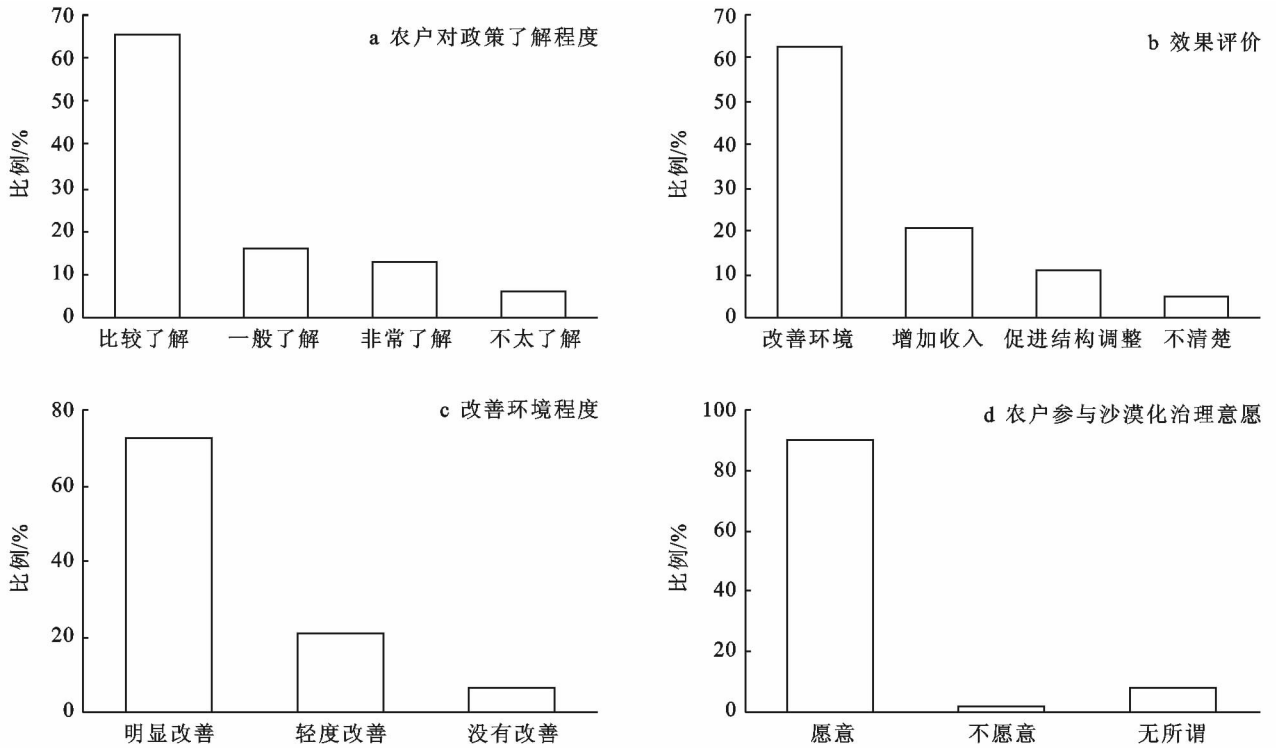 a 农户对政策了解程度
比例/%
70
60
50
40
30
20
10
0
比较了解 一般了解 非常了解 不太了解
b 效果评价
比例/%
70
60
50
40
30
20
10
0
改善环境 增加收入 促进结构调整 不清楚
c 改善环境程度
比例/%
80
60
40
20
0
明显改善 轻度改善 没有改善
d 农户参与沙漠化治理意愿
比例/%
100
80
60
40
20
0
愿意 不愿意 无所谓